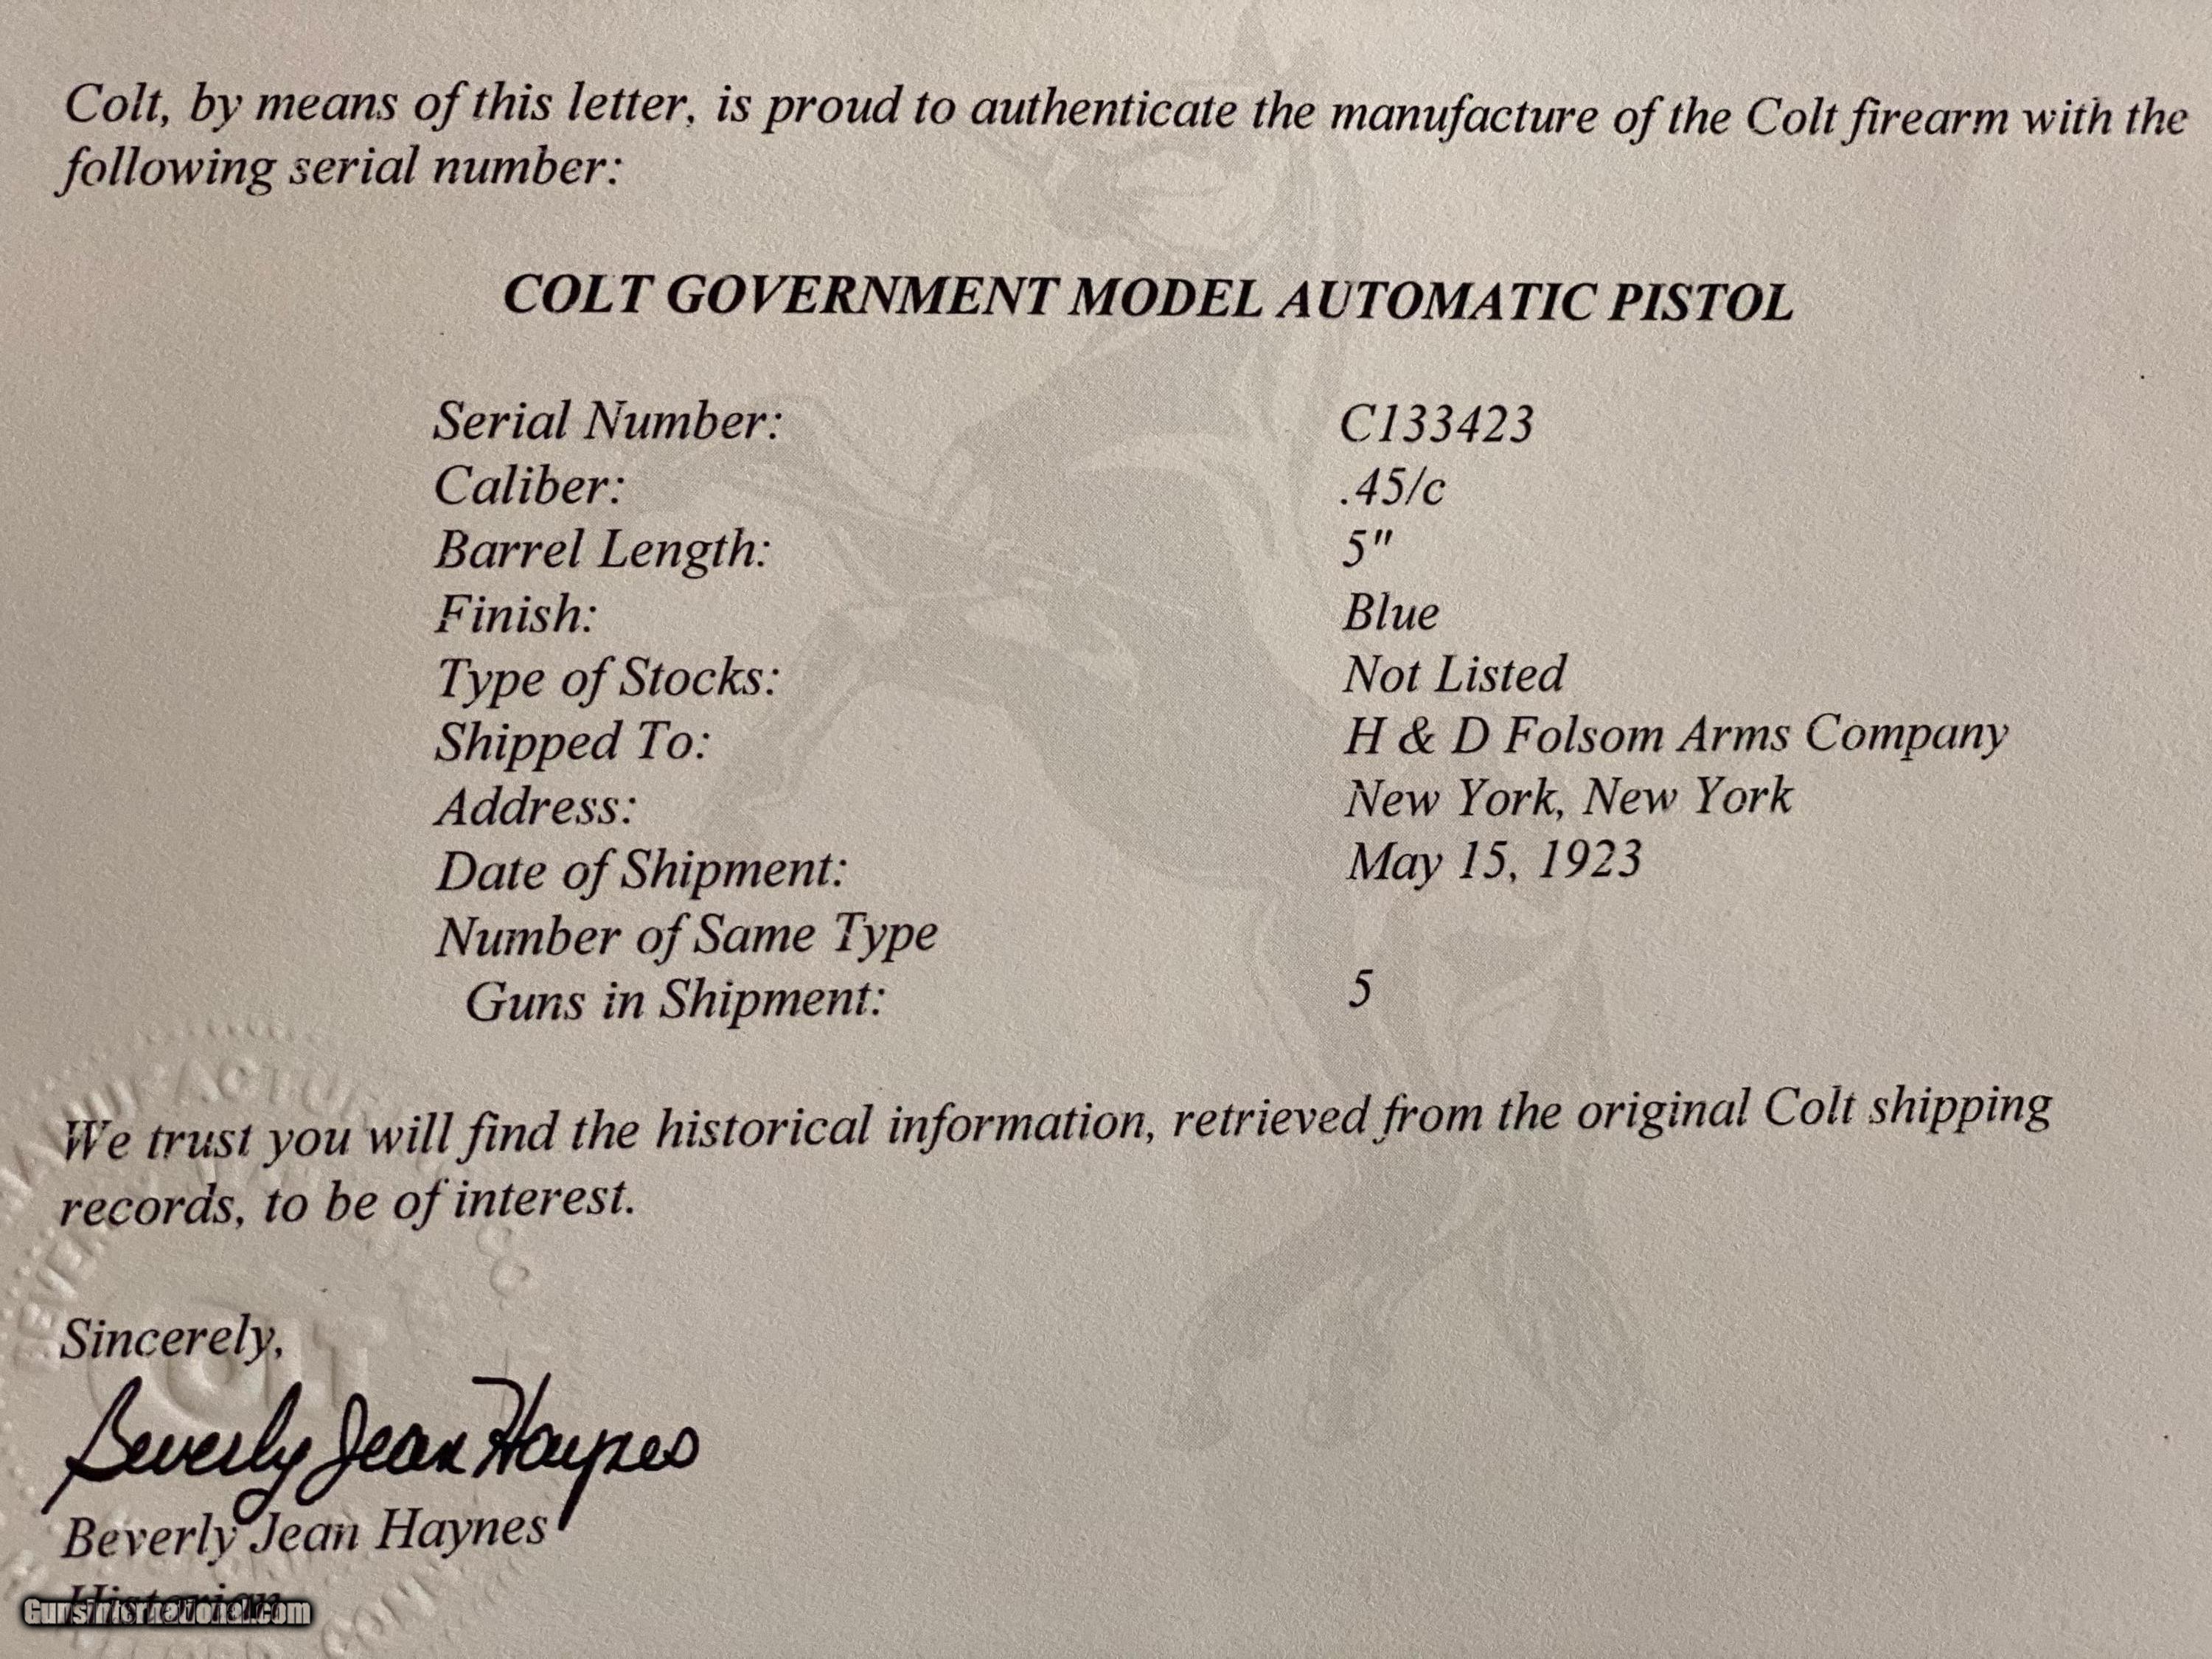 Colt, by means of this letter, is proud to authenticate the manufacture of the Colt firearm with the
following serial number:
COLT GOVERNMENT MODEL AUTOMATIC PISTOL
Serial Number: C133423
Caliber: .45/c
Barrel Length: 5"
Finish: Blue
Type of Stocks: Not Listed
Shipped To: H & D Folsom Arms Company
Address: New York, New York
Date of Shipment: May 15, 1923
Number of Same Type
Guns in Shipment: 5
We trust you will find the historical information, retrieved from the original Colt shipping
records, to be of interest.
Sincerely,
Beverly Jean Haynes
Beverly Jean Haynes
Historian
GunsInternational.com